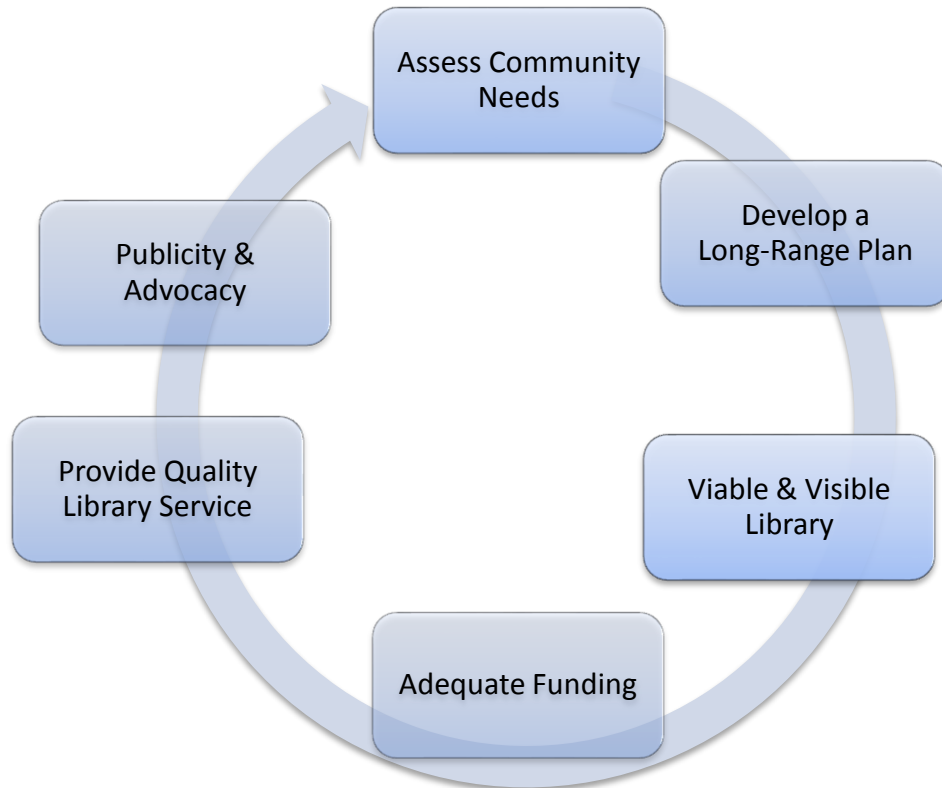 Assess Community
Needs
Develop a
Long-Range Plan
Viable & Visible
Library
Adequate Funding
Provide Quality
Library Service
Publicity &
Advocacy